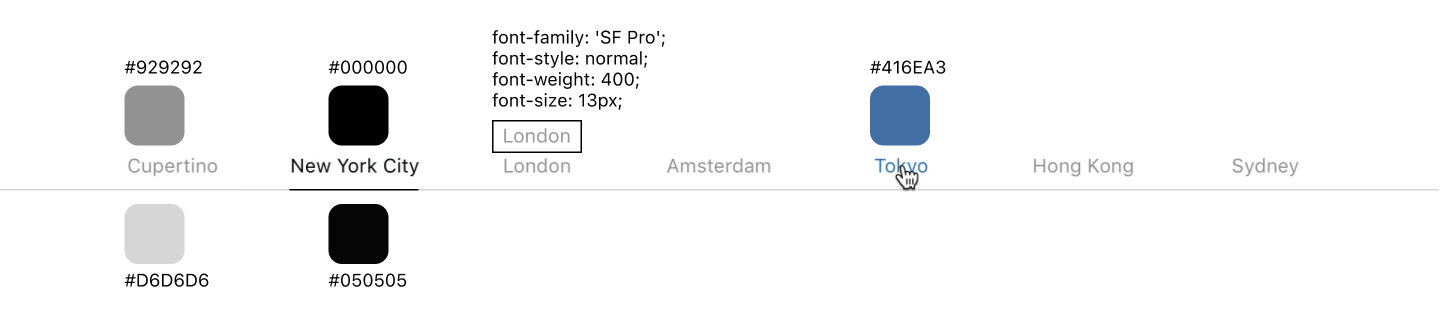 font-family: 'SF Pro';
font-style: normal;
font-weight: 400;
font-size: 13px;
#929292
#000000
#416EA3
London
Cupertino
New York City
London
Amsterdam
Tokyo
Hong Kong
Sydney
#D6D6D6
#050505